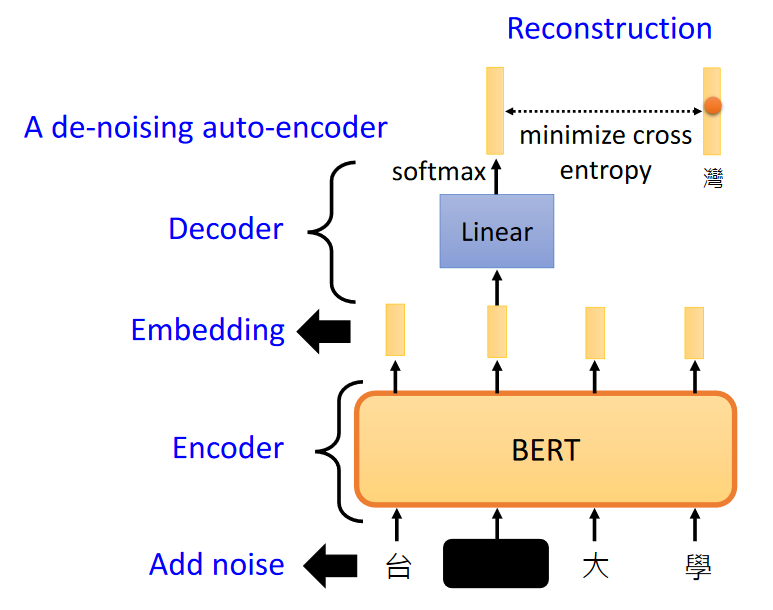 Reconstruction
A de-noising auto-encoder
minimize cross
entropy
softmax
灣
Decoder
Linear
Embedding
Encoder
BERT
Add noise
台 大 學